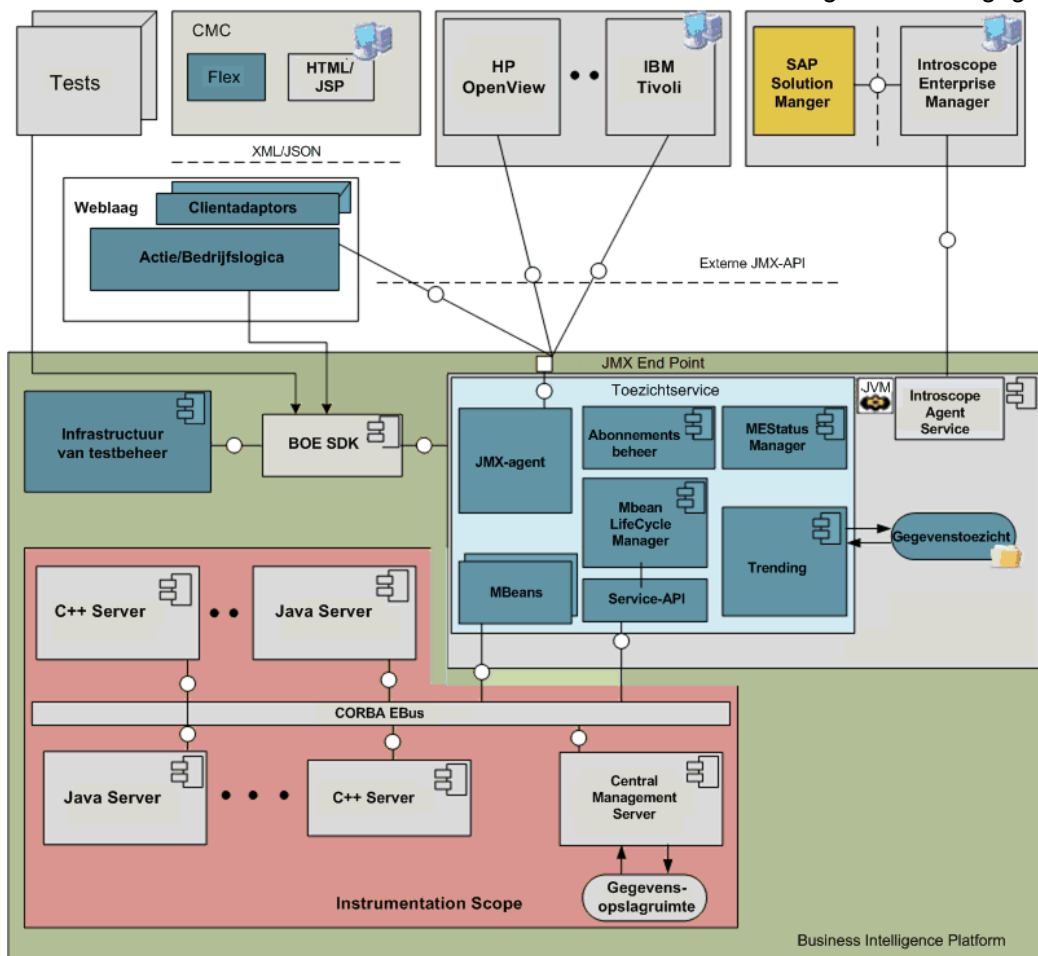 Tests
CMC
Flex
HTML/
JSP
HP
OpenView
IBM
Tivoli
SAP
Solution
Manger
Introscope
Enterprise
Manager
XML/JSON
Weblaag
Clientadaptors
Actie/Bedrijfslogica
Externe JMX-API
JMX End Point
Toezichtservice
JVM
Introscope
Agent
Service
Infrastructuur
van testbeheer
BOE SDK
JMX-agent
Abonnements
beheer
MEStatus
Manager
Mbean
LifeCycle
Manager
Trending
Gegevenstoezicht
MBeans
Service-API
C++ Server
Java Server
CORBA EBus
Java Server
C++ Server
Central
Management
Server
Gegevens-
opslagruimte
Instrumentation Scope
Business Intelligence Platform